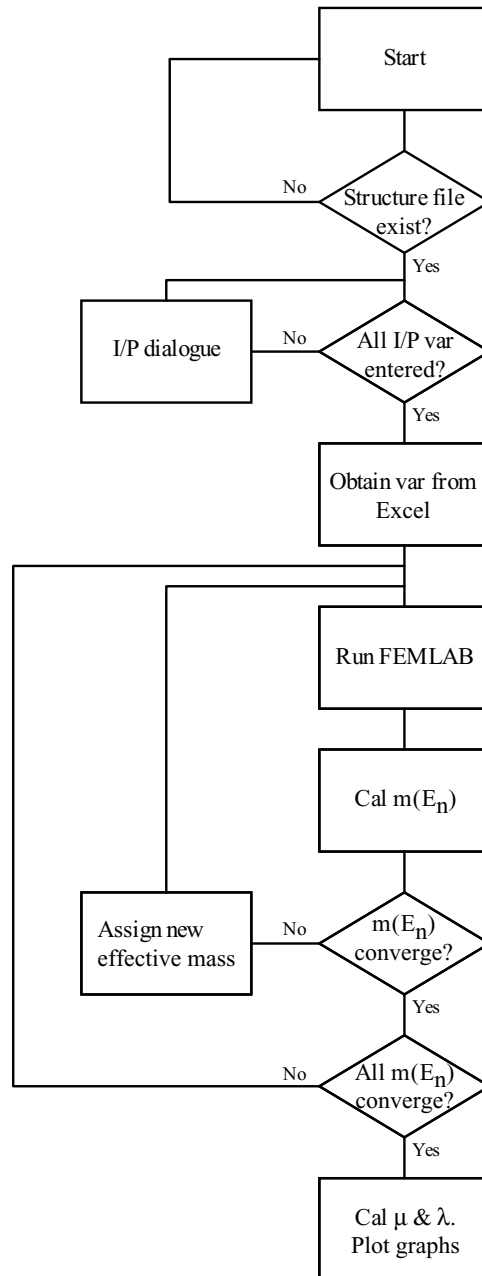 Start
No
Structure file
exist?
Yes
I/P dialogue
No
All I/P var
entered?
Yes
Obtain var from
Excel
Run FEMLAB
Cal m(En)
Assign new
effective mass
No
m(En)
converge?
Yes
No
All m(En)
converge?
Yes
Cal μ & λ.
Plot graphs